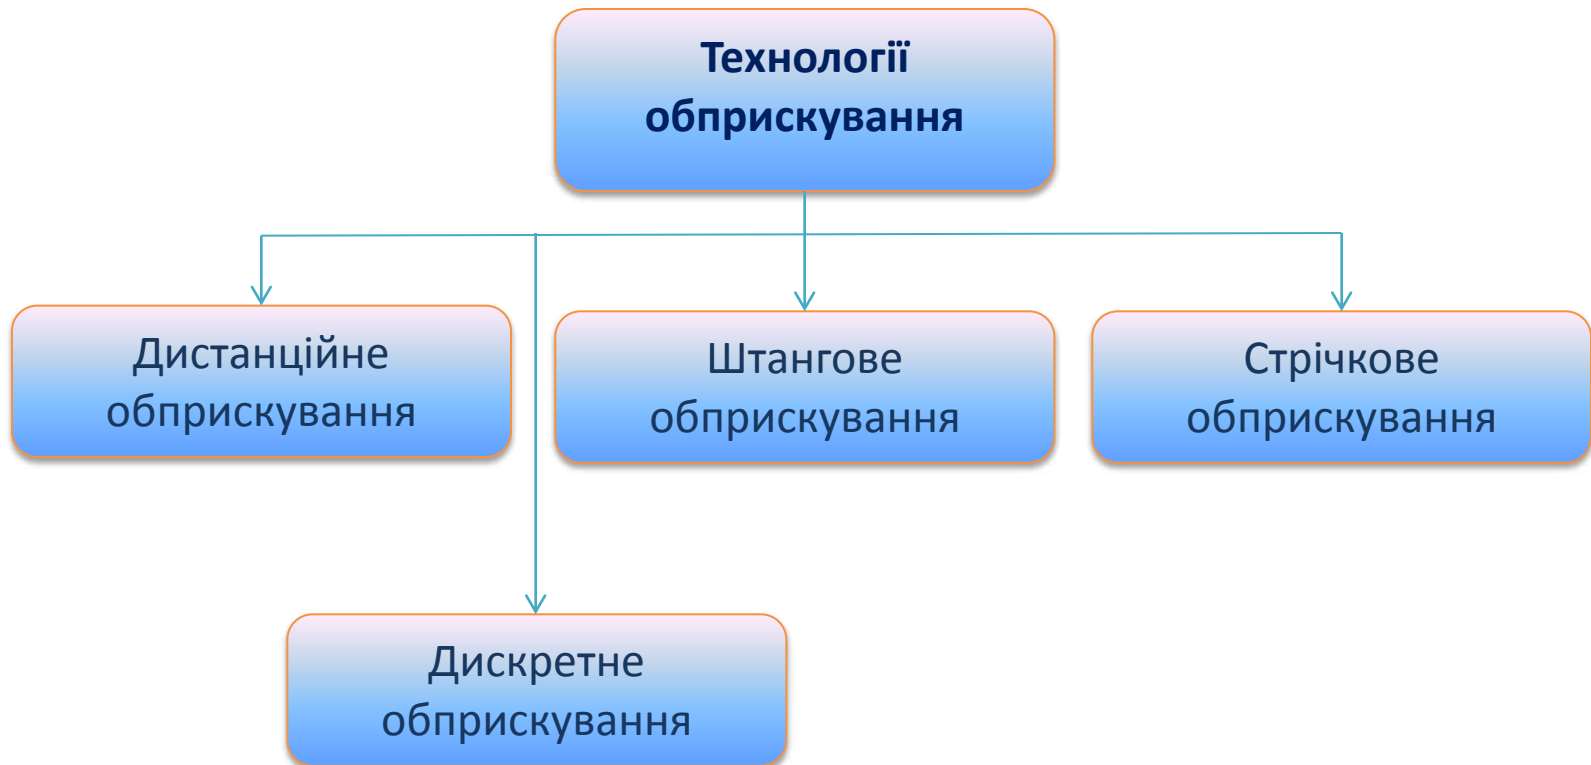 Технології
обприскування
Дистанційне
обприскування
Штангове
обприскування
Стрічкове
обприскування
Дискретне
обприскування